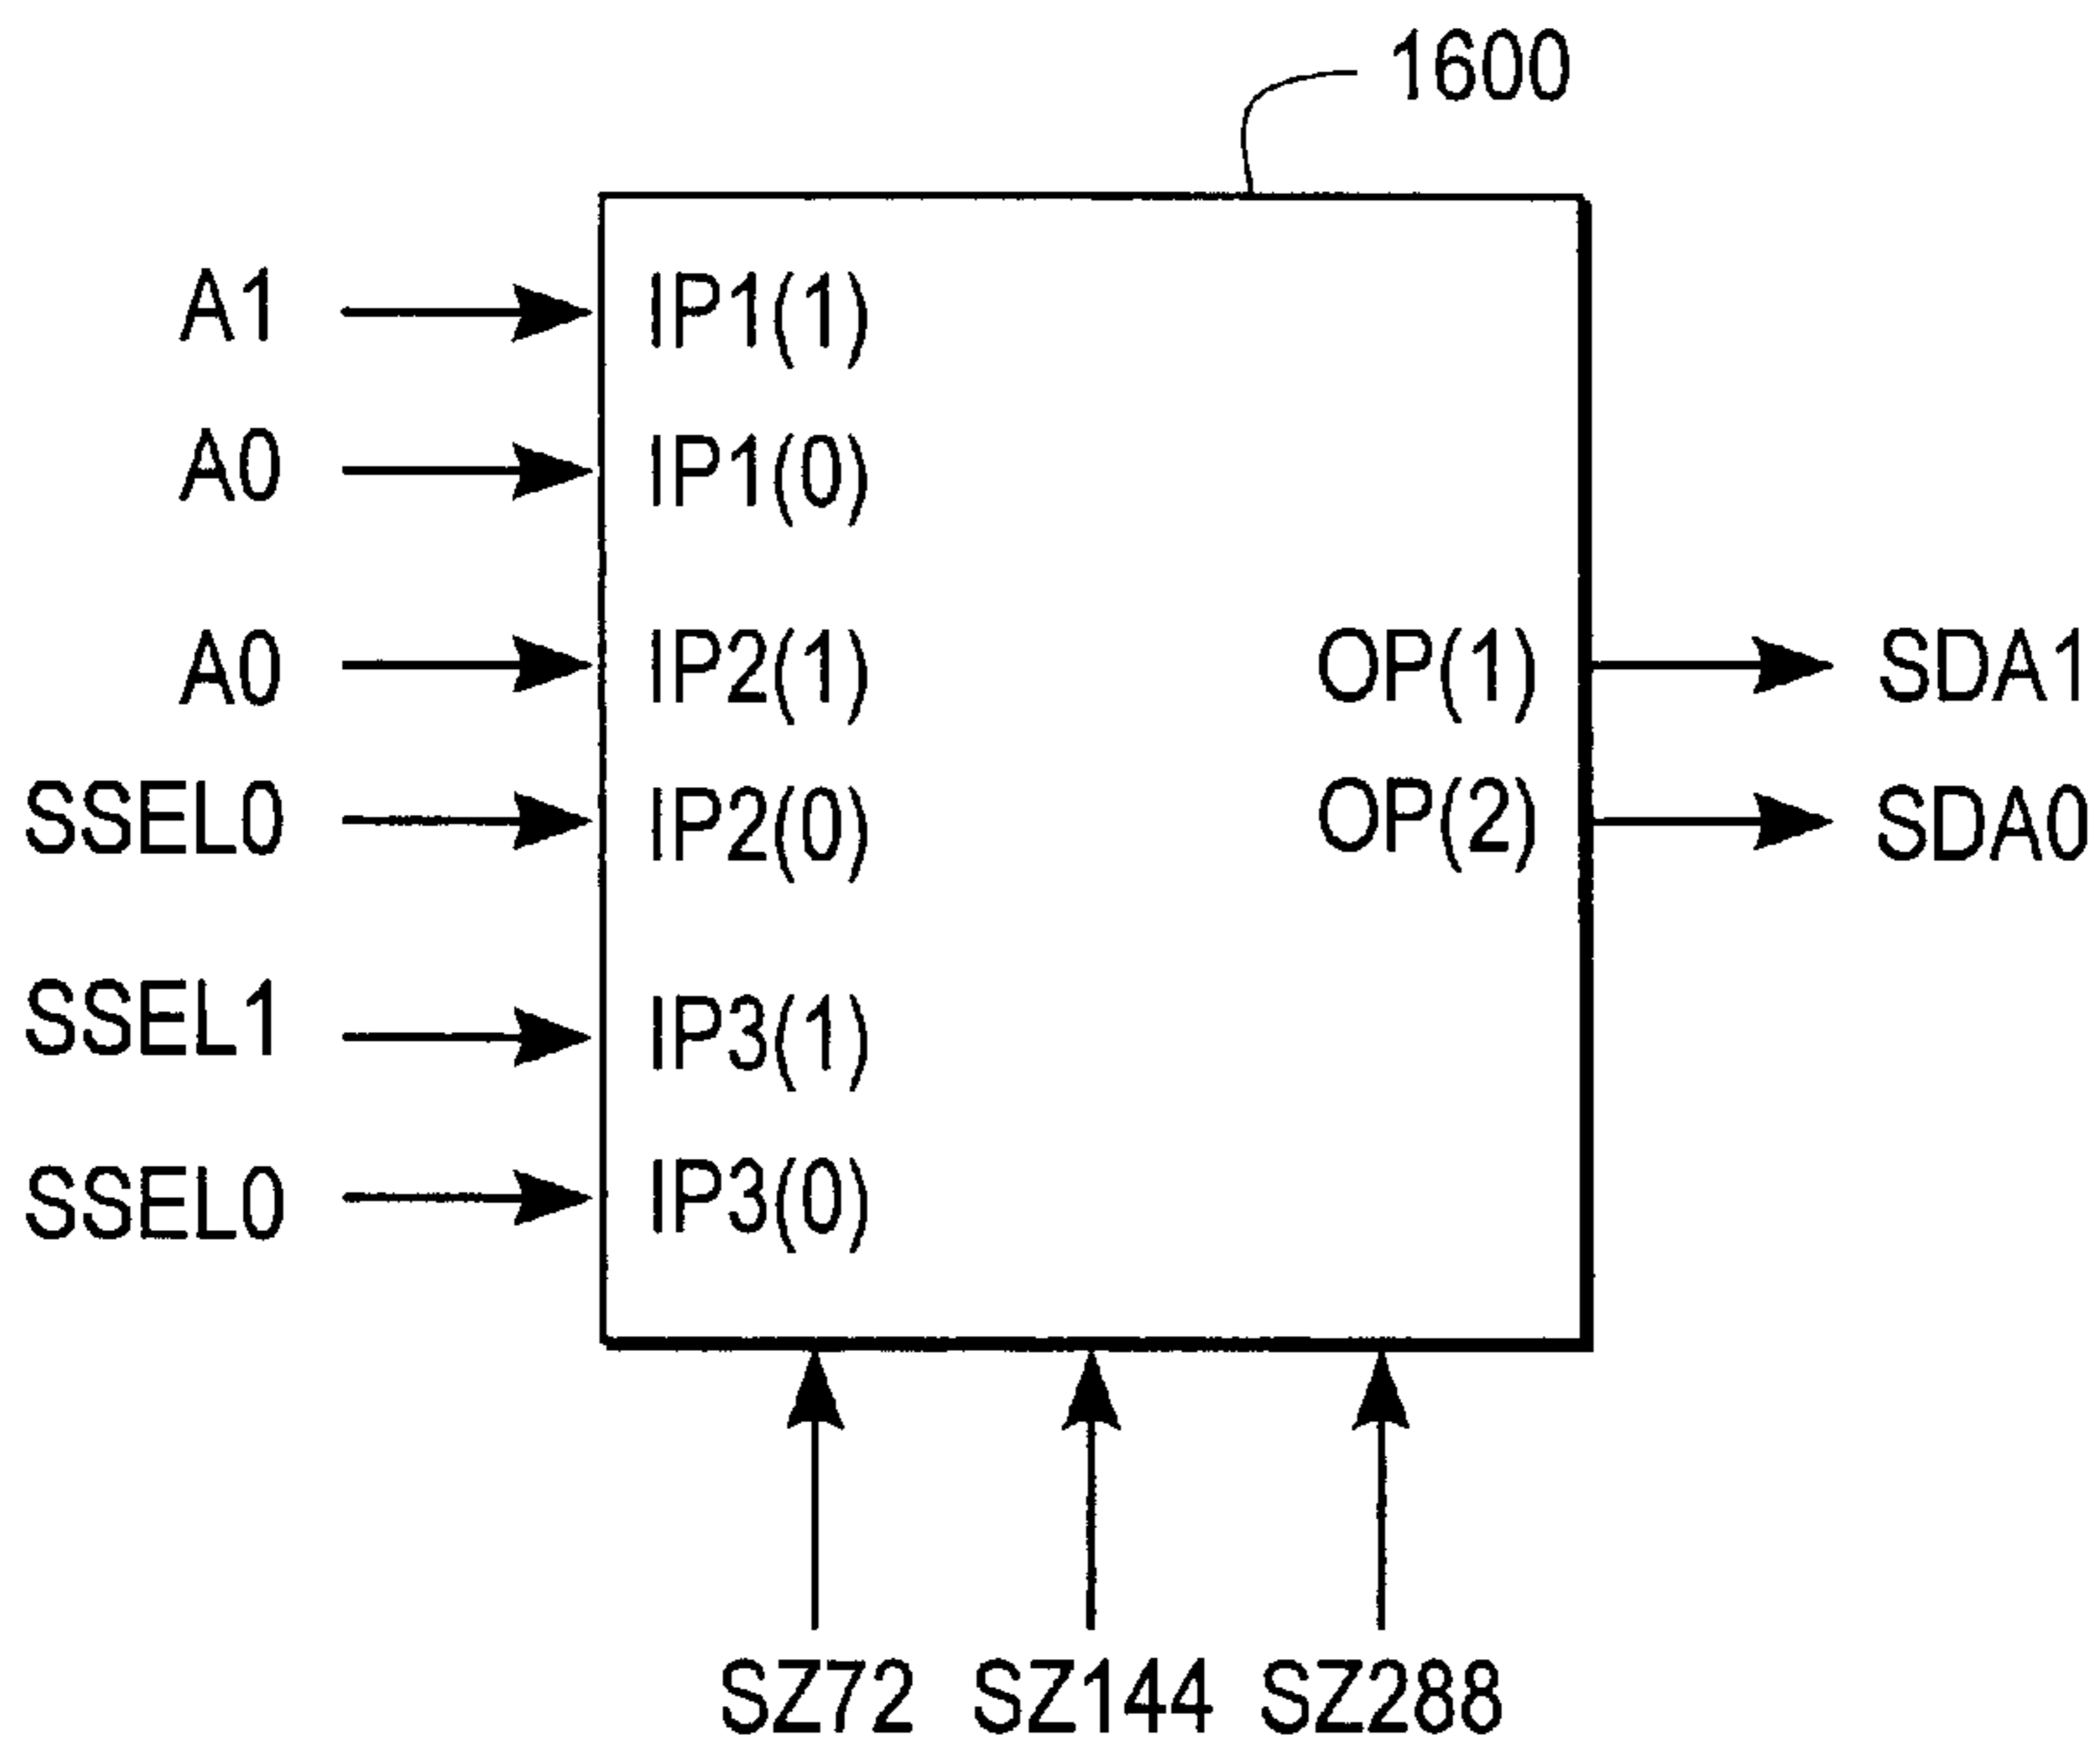 1600
A1 IP1(1)
A0 IP1(0)
A0 IP2(1) OP(1) SDA1
SSEL0 IP2(0) OP(2) SDA0
SSEL1 IP3(1)
SSEL0 IP3(0)
SZ72 SZ144 SZ288